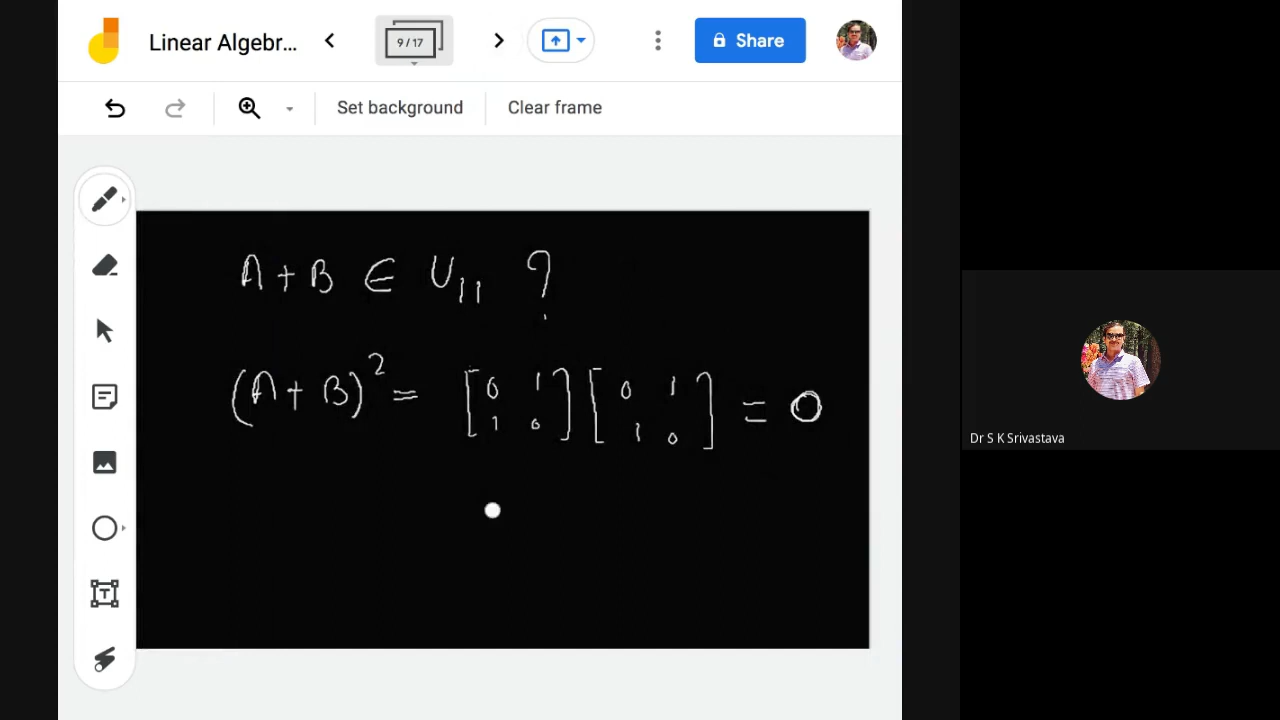 Linear Algebr...
9 / 17
Share
Set background
Clear frame
A + B ∈ U11 ?
(A + B)² = [0 1; 1 0] [0 1; 1 0] = 0
Dr S K Srivastava